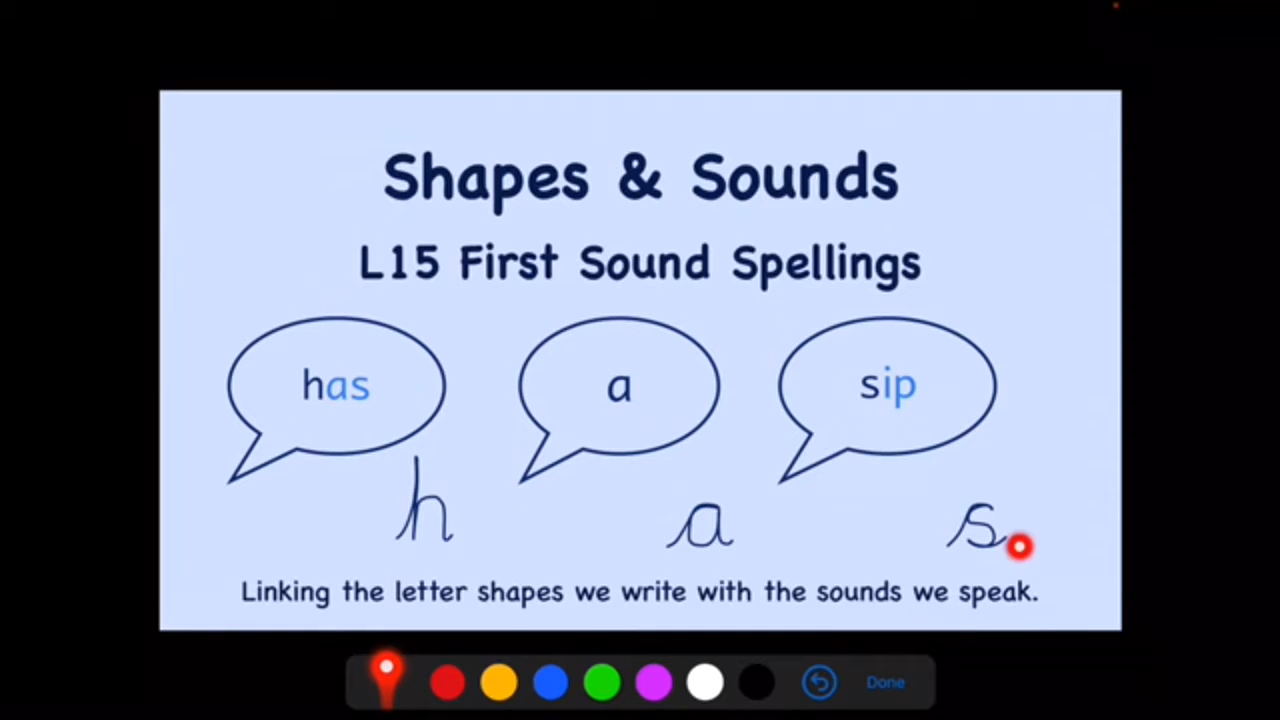 Shapes & Sounds
L15 First Sound Spellings
has a sip
h a s
Linking the letter shapes we write with the sounds we speak.
Done